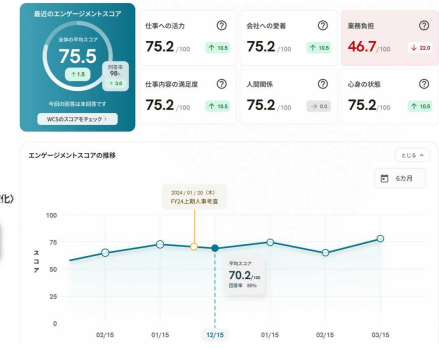 最近のエンゲージメントスコア
全体の平均スコア
75.5
↑ 1.5
回答率
98%
↑ 3.0
今回の回答は未回答です
WCSのスコアをチェック ›
仕事への活力
75.2 /100
↑ 10.5
会社への愛着
75.2 /100
↑ 10.5
業務負担
46.7 /100
↓ 22.0
仕事内容の満足度
75.2 /100
↑ 10.5
人間関係
75.2 /100
→ 0.0
心身の状態
75.2 /100
↑ 10.5
化〉
エンゲージメントスコアの推移
とじる
6カ月
2024/01/20（木）
FY24上期人事考査
スコア
100
75
50
25
0
平均スコア
70.2/100
回答率 80%
02/15
01/15
12/15
01/15
02/15
03/15